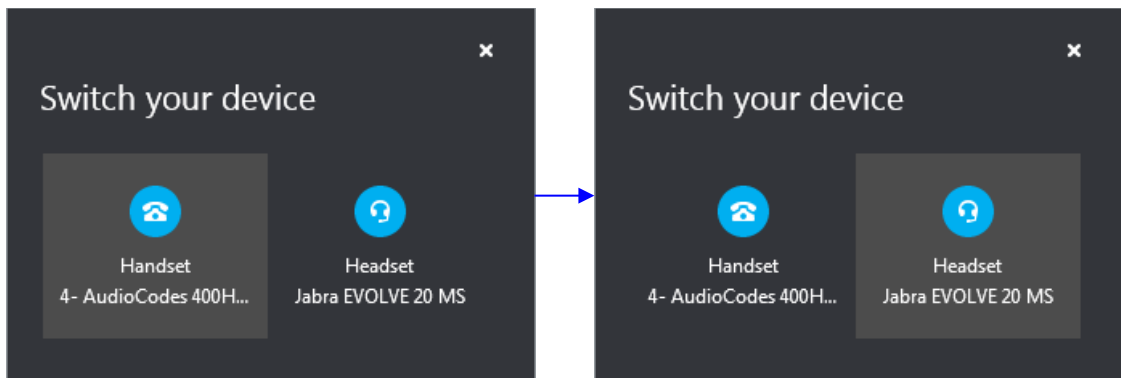 Switch your device
Handset
4- AudioCodes 400H...
Headset
Jabra EVOLVE 20 MS
Switch your device
Handset
4- AudioCodes 400H...
Headset
Jabra EVOLVE 20 MS